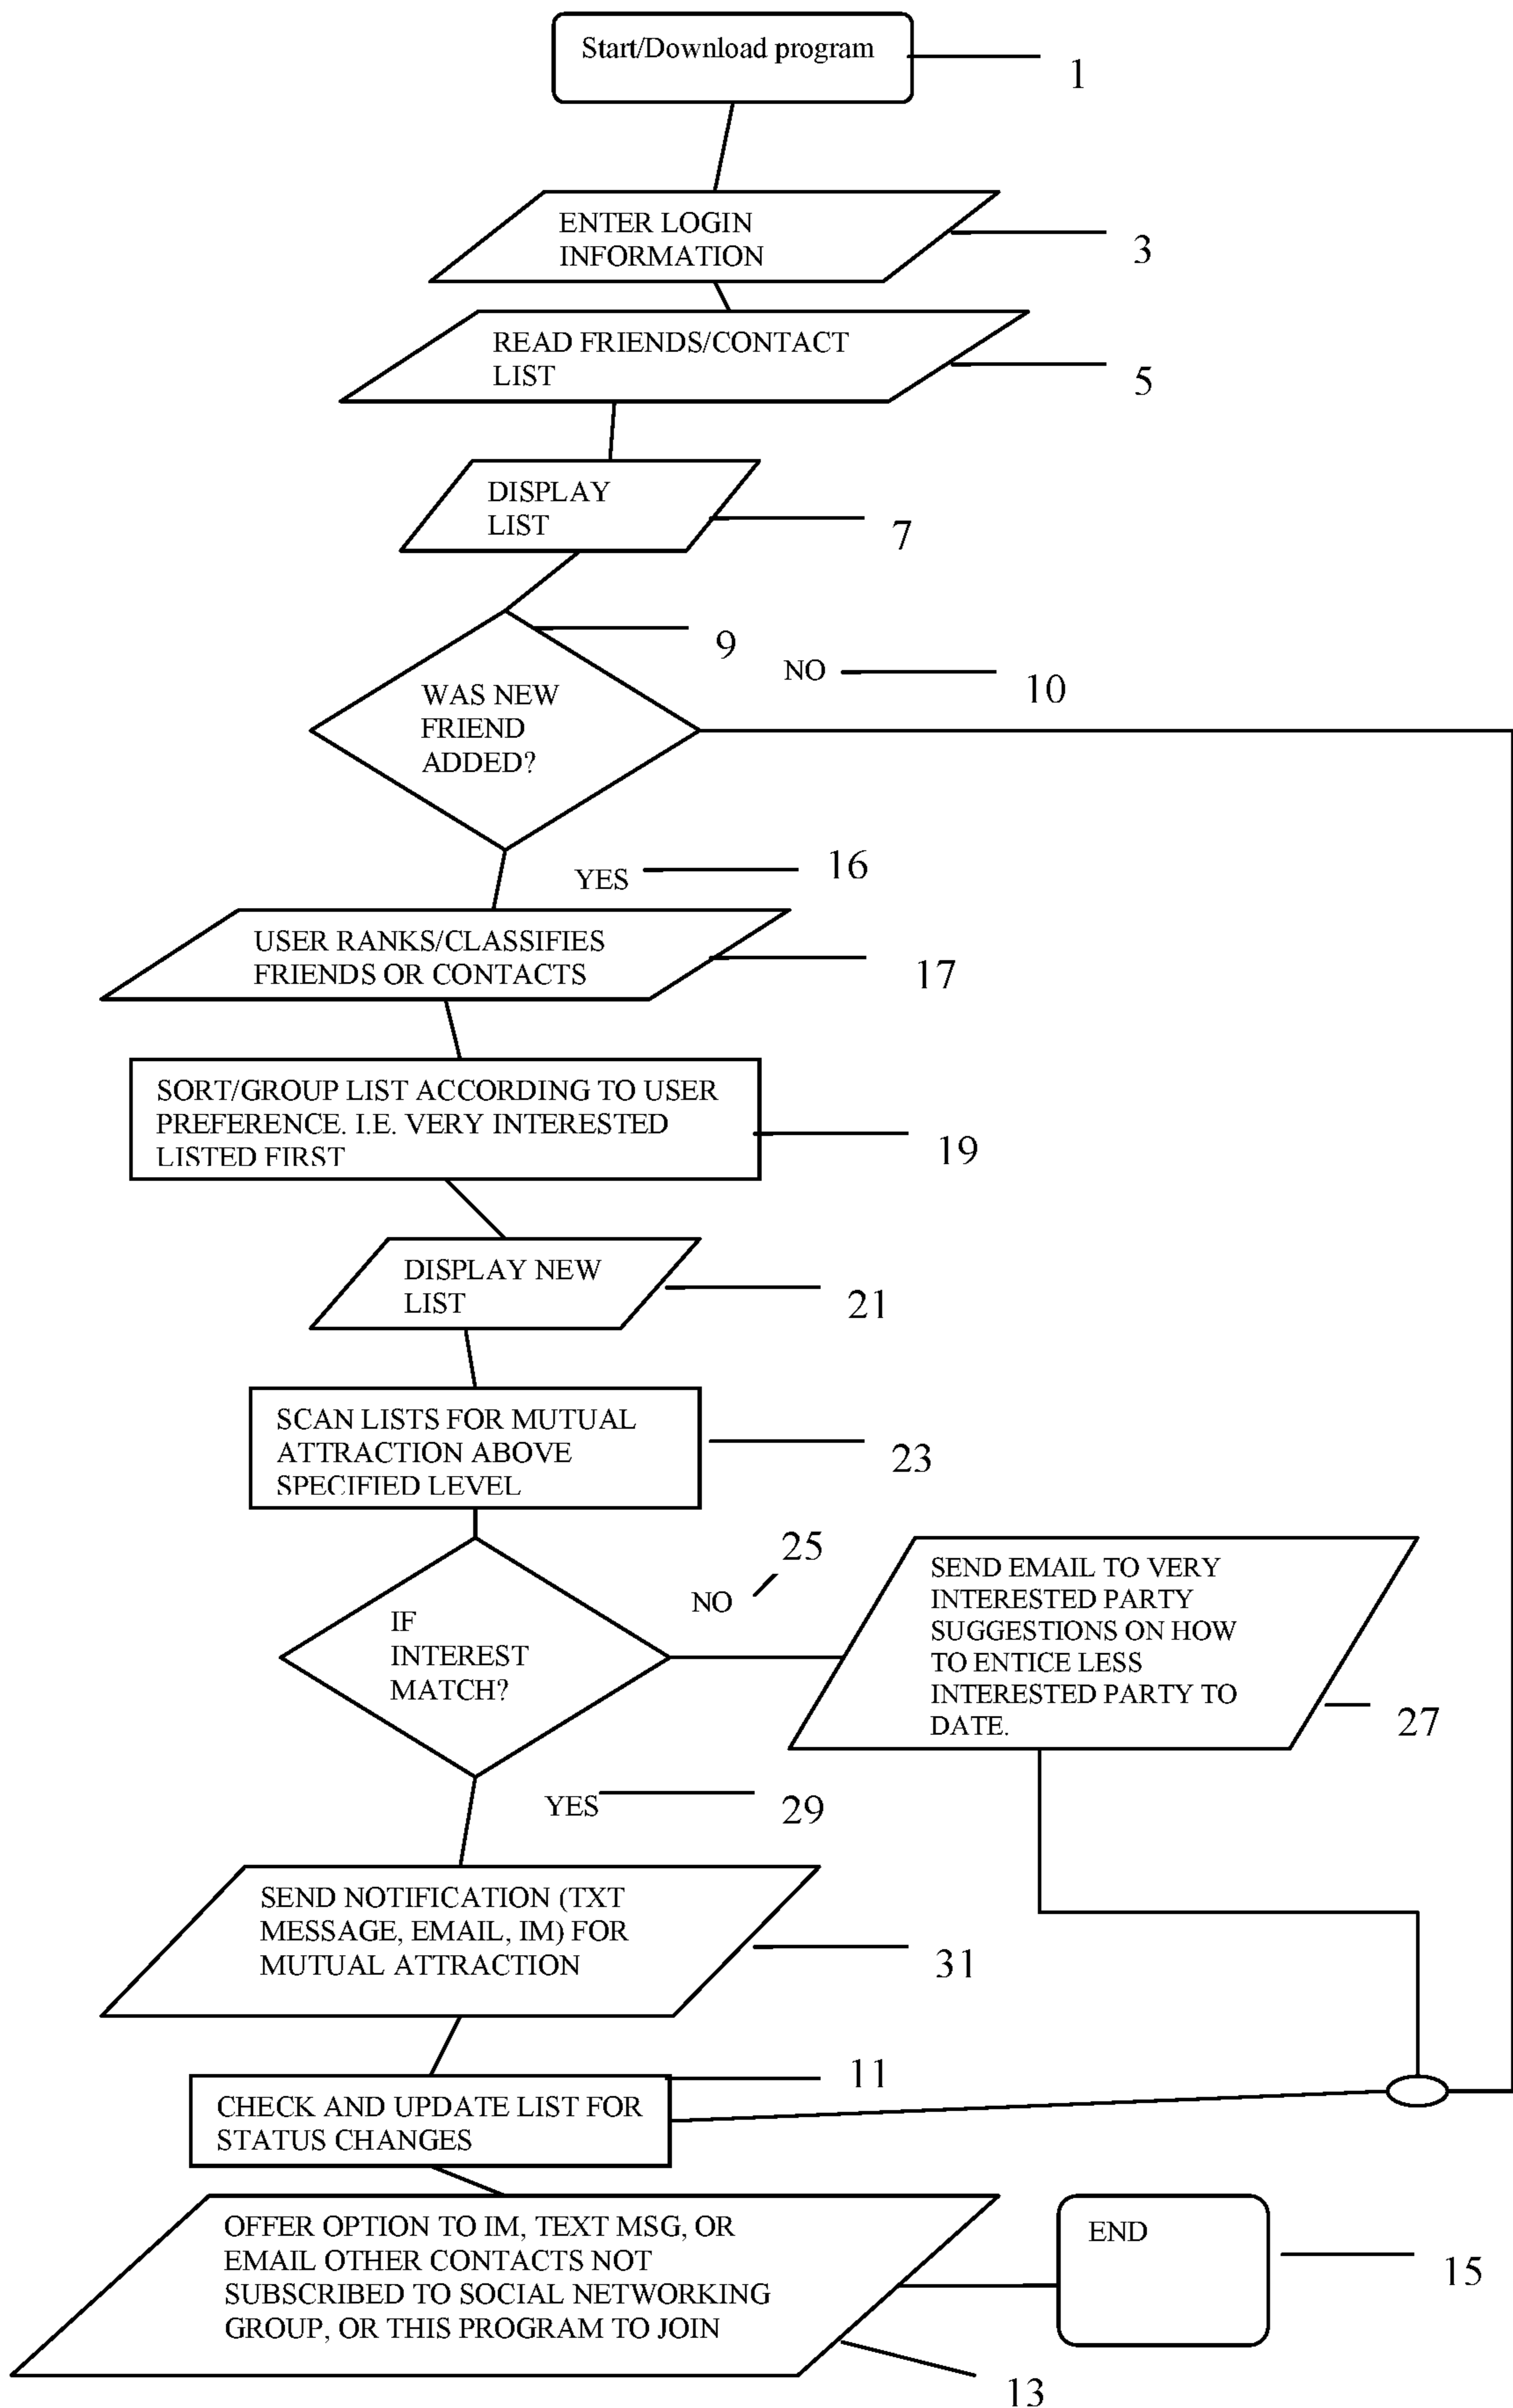 Start/Download program
1
ENTER LOGIN
INFORMATION
3
READ FRIENDS/CONTACT
LIST
5
DISPLAY
LIST
7
9
NO
10
WAS NEW
FRIEND
ADDED?
YES
16
USER RANKS/CLASSIFIES
FRIENDS OR CONTACTS
17
SORT/GROUP LIST ACCORDING TO USER
PREFERENCE. I.E. VERY INTERESTED
LISTED FIRST
19
DISPLAY NEW
LIST
21
SCAN LISTS FOR MUTUAL
ATTRACTION ABOVE
SPECIFIED LEVEL
23
IF
INTEREST
MATCH?
NO
25
SEND EMAIL TO VERY
INTERESTED PARTY
SUGGESTIONS ON HOW
TO ENTICE LESS
INTERESTED PARTY TO
DATE.
27
YES
29
SEND NOTIFICATION (TXT
MESSAGE, EMAIL, IM) FOR
MUTUAL ATTRACTION
31
11
CHECK AND UPDATE LIST FOR
STATUS CHANGES
OFFER OPTION TO IM, TEXT MSG, OR
EMAIL OTHER CONTACTS NOT
SUBSCRIBED TO SOCIAL NETWORKING
GROUP, OR THIS PROGRAM TO JOIN
13
END
15